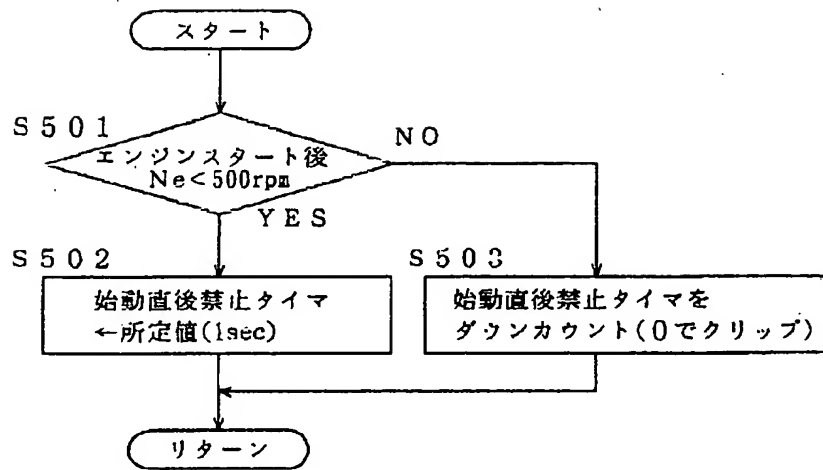 スタート
S501
エンジンスタート後
Ne<500rpm
NO
YES
S502
始動直後禁止タイマ
←所定値(1sec)
S503
始動直後禁止タイマを
ダウンカウント(0でクリップ)
リターン